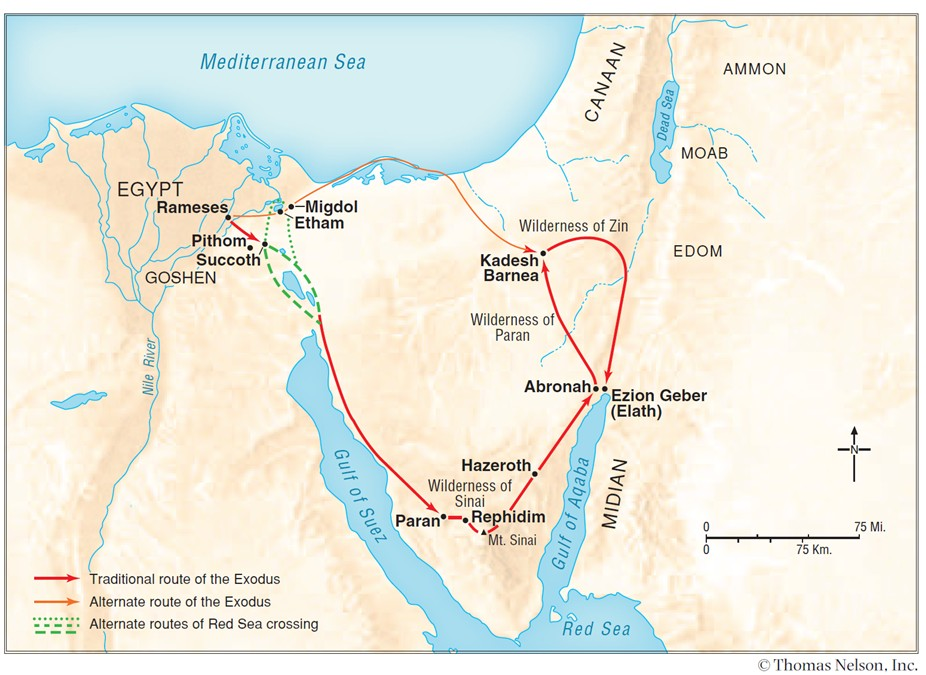 Mediterranean Sea
CANAAN
AMMON
Dead Sea
MOAB
EGYPT
Rameses
Migdol
Etham
Wilderness of Zin
Pithom
Succoth
EDOM
Kadesh
Barnea
GOSHEN
Wilderness of
Paran
Nile River
Abronah
Ezion Geber
(Elath)
N
Hazeroth
Gulf of Suez
Wilderness of
Sinai
Gulf of Aqaba
MIDIAN
Paran
Rephidim
Mt. Sinai
0 75 Mi.
0 75 Km.
Traditional route of the Exodus
Alternate route of the Exodus
Alternate routes of Red Sea crossing
Red Sea
© Thomas Nelson, Inc.